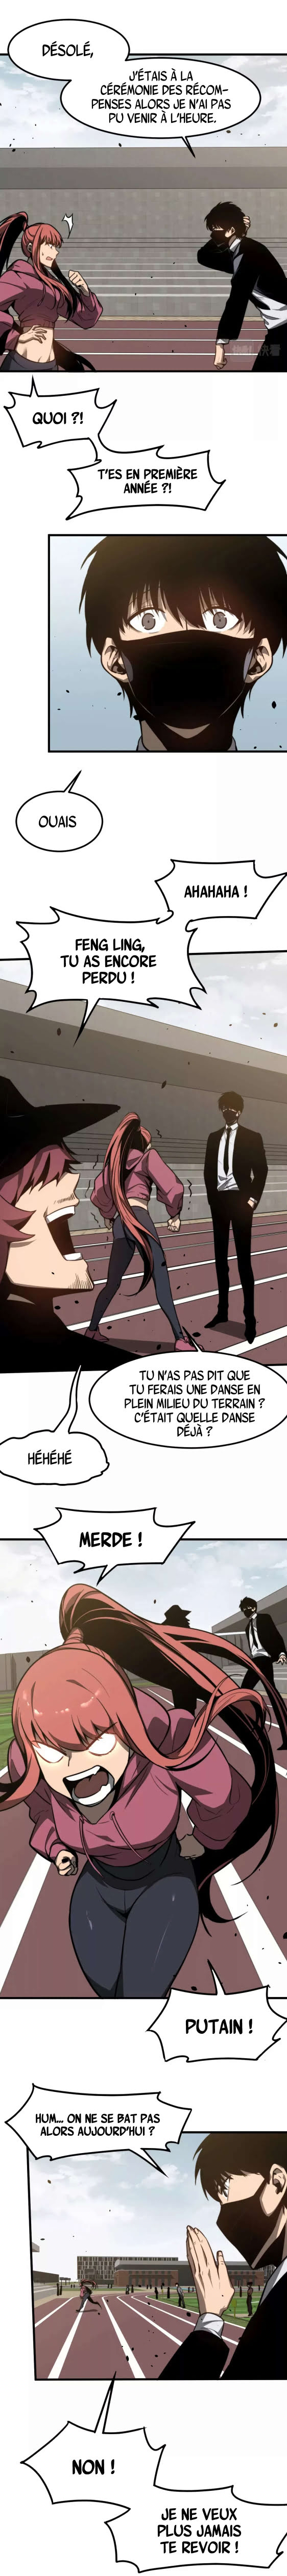 DÉSOLÉ,
J'ÉTAIS À LA
CÉRÉMONIE DES RÉCOM-
PENSES ALORS JE N'AI PAS
PU VENIR À L'HEURE.
QUOI ?!
T'ES EN PREMIÈRE
ANNÉE ?!
OUAIS
AHAHAHA !
FENG LING,
TU AS ENCORE
PERDU !
TU N'AS PAS DIT QUE
TU FERAIS UNE DANSE EN
PLEIN MILIEU DU TERRAIN ?
C'ÉTAIT QUELLE DANSE
DÉJÀ ?
HÉHÉHÉ
MERDE !
PUTAIN !
HUM... ON NE SE BAT PAS
ALORS AUJOURD'HUI ?
NON !
JE NE VEUX
PLUS JAMAIS
TE REVOIR !